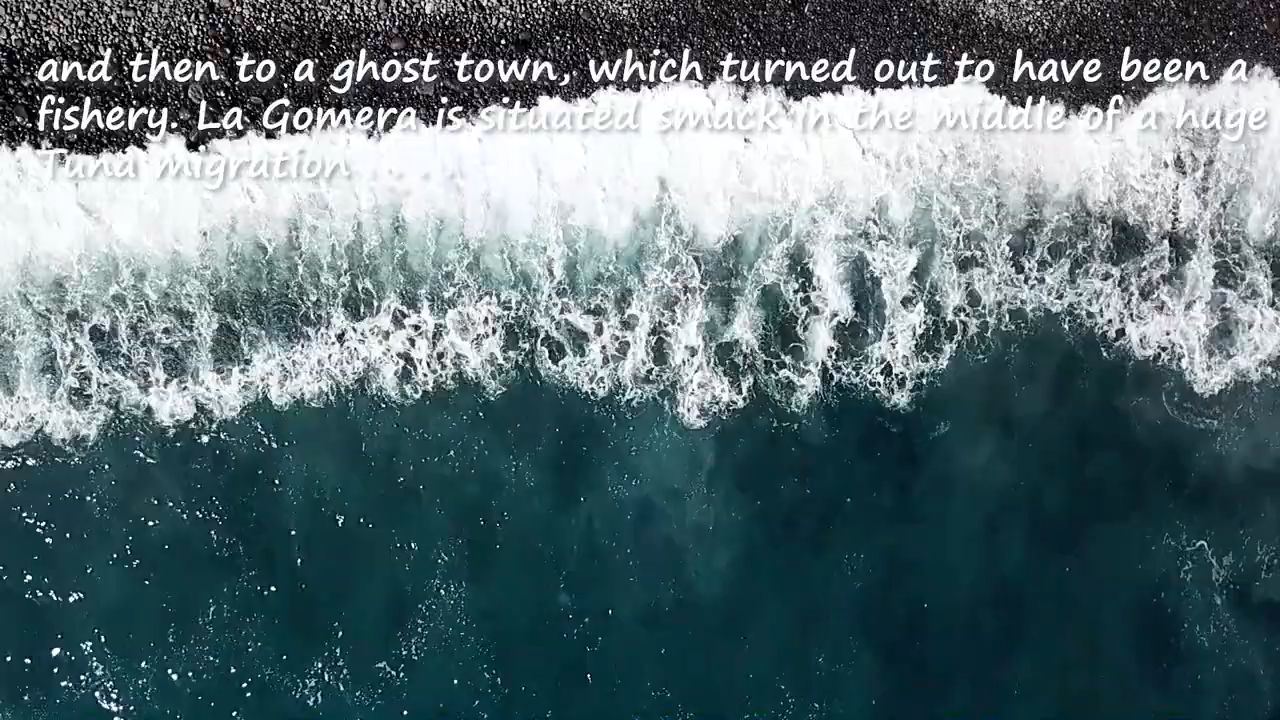 and then to a ghost town, which turned out to have been a
fishery. La Gomera is situated smack in the middle of a huge
Tuna migration